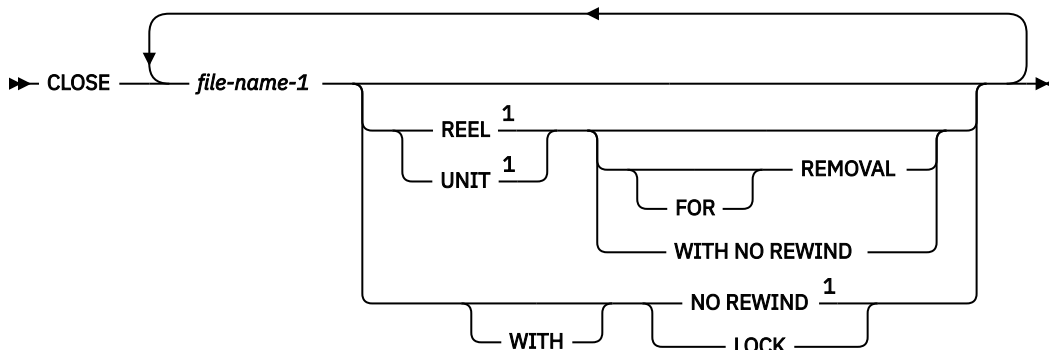 CLOSE file-name-1
REEL 1
UNIT 1
REMOVAL
FOR
WITH NO REWIND
NO REWIND 1
WITH
LOCK